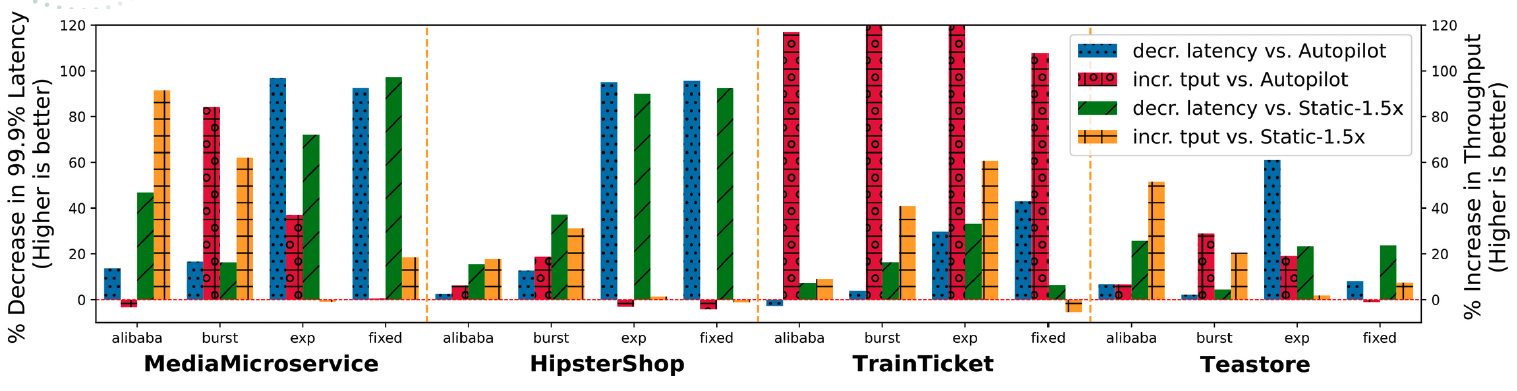 % Decrease in 99.9% Latency
(Higher is better)
120
100
80
60
40
20
0
120
100
80
60
40
20
0
% Increase in Throughput
(Higher is better)
decr. latency vs. Autopilot
incr. tput vs. Autopilot
decr. latency vs. Static-1.5x
incr. tput vs. Static-1.5x
alibaba burst exp fixed alibaba burst exp fixed alibaba burst exp fixed alibaba burst exp fixed
MediaMicroservice HipsterShop TrainTicket Teastore